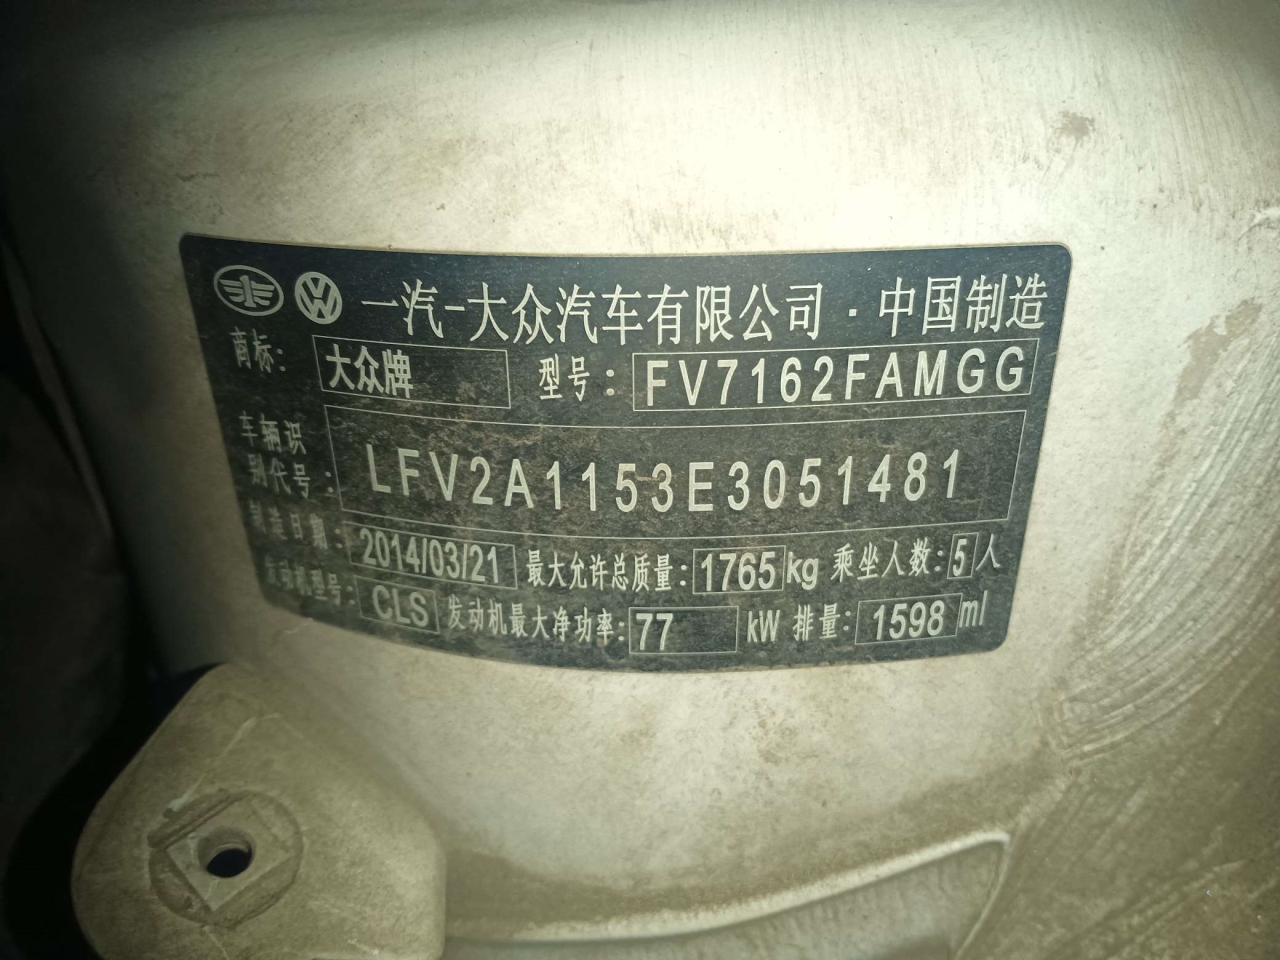 一汽-大众汽车有限公司·中国制造
商标: 大众牌 型号: FV7162FAMGG
车辆识别代号: LFV2A1153E3051481
制造日期: 2014/03/21 最大允许总质量: 1765 kg 乘坐人数: 5 人
发动机型号: CLS 发动机最大净功率: 77 kW 排量: 1598 ml